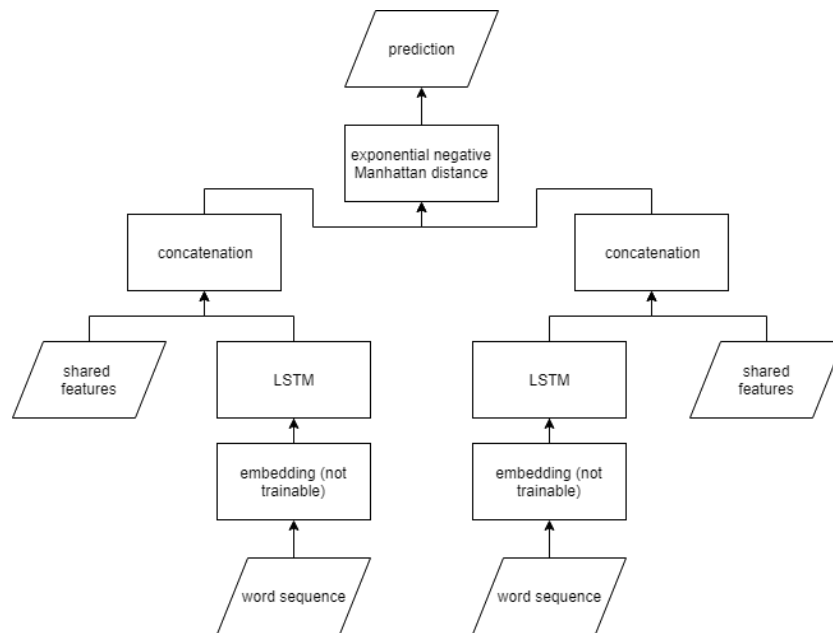 prediction
exponential negative
Manhattan distance
concatenation
concatenation
shared
features
LSTM
LSTM
shared
features
embedding (not
trainable)
embedding (not
trainable)
word sequence
word sequence